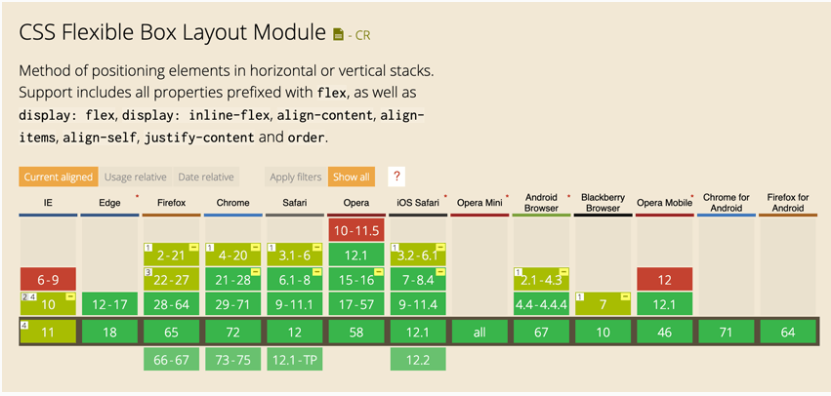 CSS Flexible Box Layout Module - CR
Method of positioning elements in horizontal or vertical stacks.
Support includes all properties prefixed with flex, as well as
display: flex, display: inline-flex, align-content, align-
items, align-self, justify-content and order.
Current aligned Usage relative Date relative Apply filters Show all ?
IE Edge * Firefox Chrome Safari Opera iOS Safari * Opera Mini * Android Browser * Blackberry Browser Opera Mobile * Chrome for Android Firefox for Android
10-11.5
1 2-21 - 1 4-20 - 1 3.1-6 - 12.1 1 3.2-6.1 -
6-9 3 22-27 - 21-28 - 6.1-8 - 15-16 - 7-8.4 - 1 2.1-4.3 - 12
2 4 10 - 12-17 28-64 29-71 9-11.1 17-57 9-11.4 4.4-4.4.4 1 7 - 12.1
4 11 18 65 72 12 58 12.1 all 67 10 46 71 64
66-67 73-75 12.1-TP 12.2